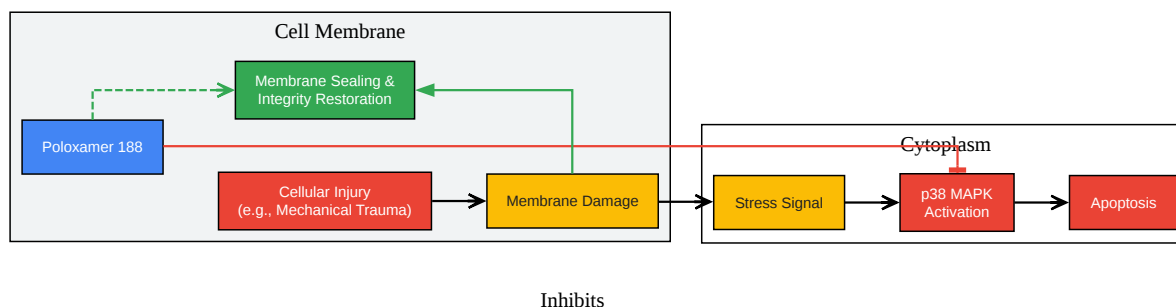 Cell Membrane
Membrane Sealing &
Integrity Restoration
Poloxamer 188
Cellular Injury
(e.g., Mechanical Trauma)
Membrane Damage
Cytoplasm
Stress Signal
p38 MAPK
Activation
Apoptosis
Inhibits